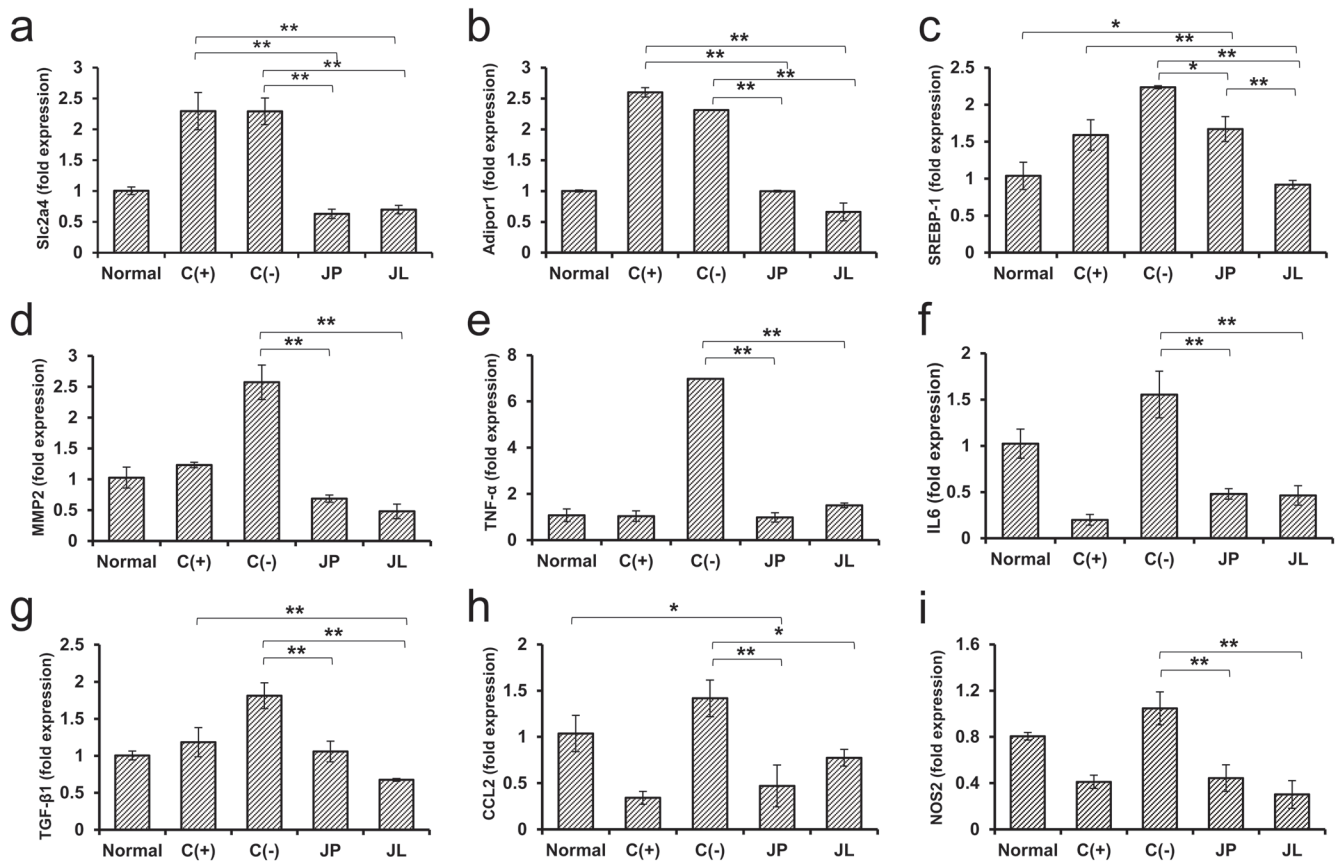 a
**
**
**
**
Slc2a4 (fold expression)
3
2.5
2
1.5
1
0.5
0
Normal C(+) C(-) JP JL
b
**
**
**
**
Adipor1 (fold expression)
3
2.5
2
1.5
1
0.5
0
Normal C(+) C(-) JP JL
c
*
**
**
*
**
SREBP-1 (fold expression)
2.5
2
1.5
1
0.5
0
Normal C(+) C(-) JP JL
d
**
**
MMP2 (fold expression)
3
2.5
2
1.5
1
0.5
0
Normal C(+) C(-) JP JL
e
**
**
TNF-α (fold expression)
8
6
4
2
0
Normal C(+) C(-) JP JL
f
**
**
IL6 (fold expression)
2
1.5
1
0.5
0
Normal C(+) C(-) JP JL
g
**
**
**
TGF-β1 (fold expression)
2.5
2
1.5
1
0.5
0
Normal C(+) C(-) JP JL
h
*
*
**
CCL2 (fold expression)
2
1.5
1
0.5
0
Normal C(+) C(-) JP JL
i
**
**
NOS2 (fold expression)
1.6
1.2
0.8
0.4
0
Normal C(+) C(-) JP JL